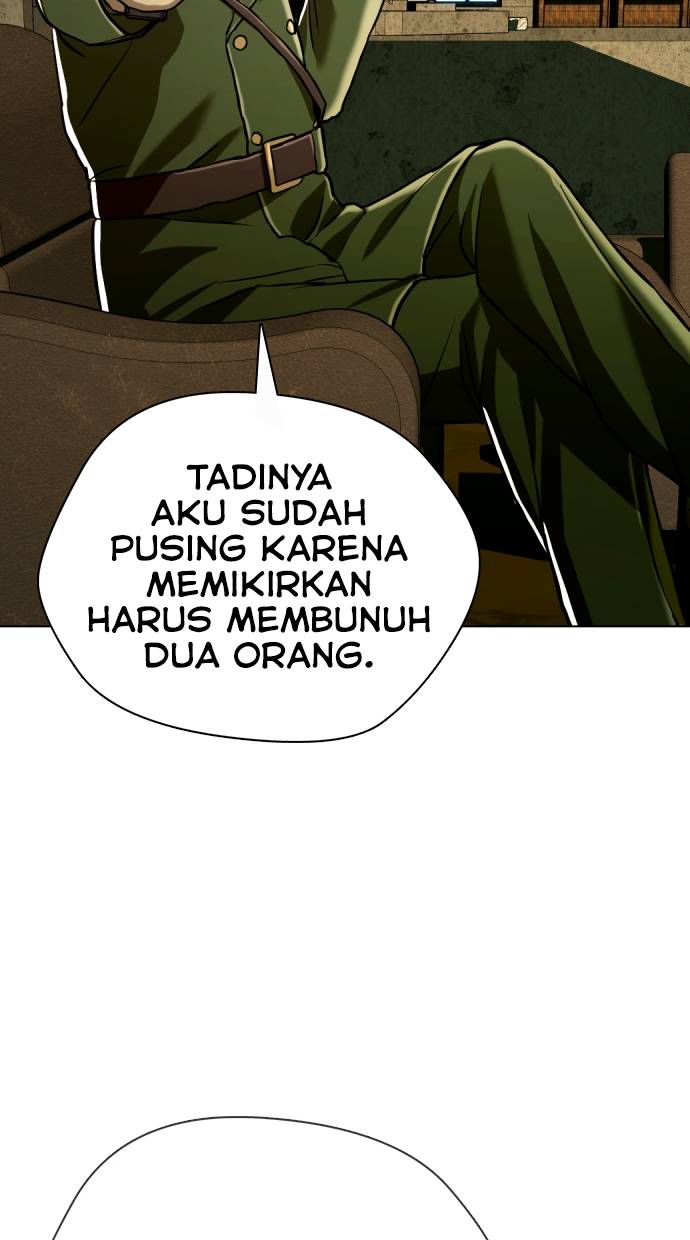 TADINYA
AKU SUDAH
PUSING KARENA
MEMIKIRKAN
HARUS MEMBUNUH
DUA ORANG.